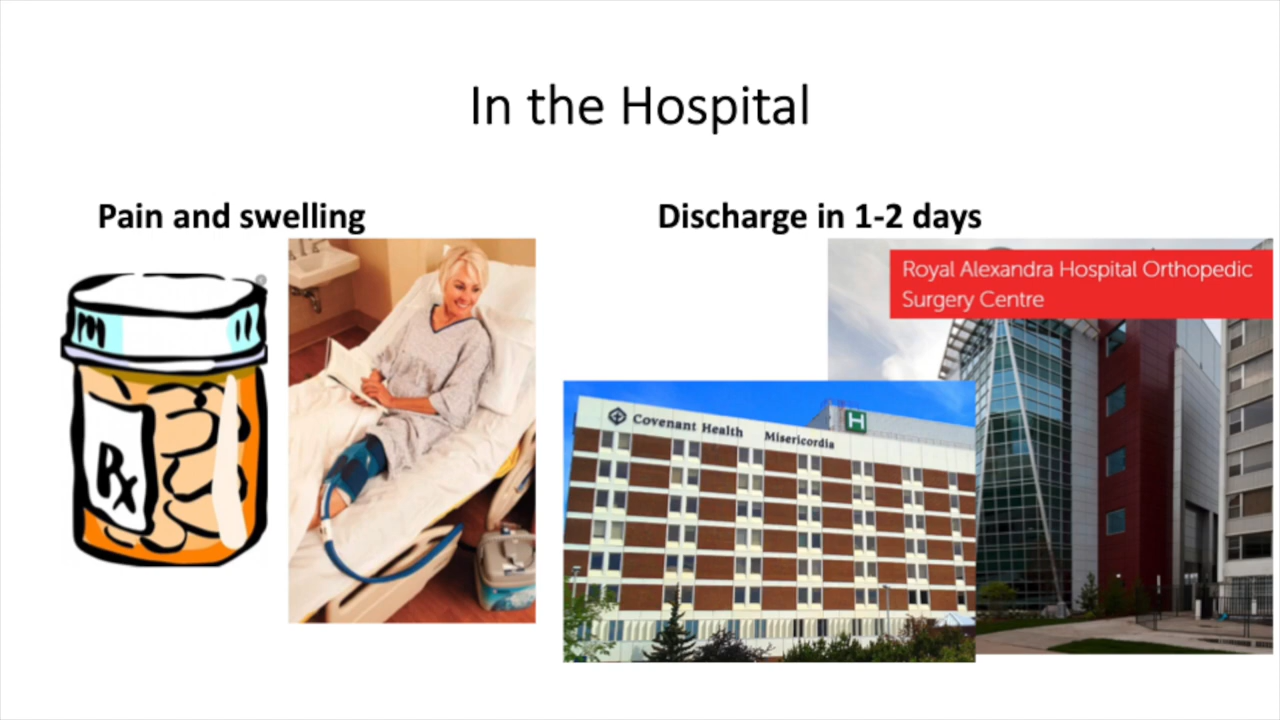 In the Hospital
Pain and swelling
Discharge in 1-2 days
Royal Alexandra Hospital Orthopedic
Surgery Centre
Rx
Covenant Health Misericordia
H